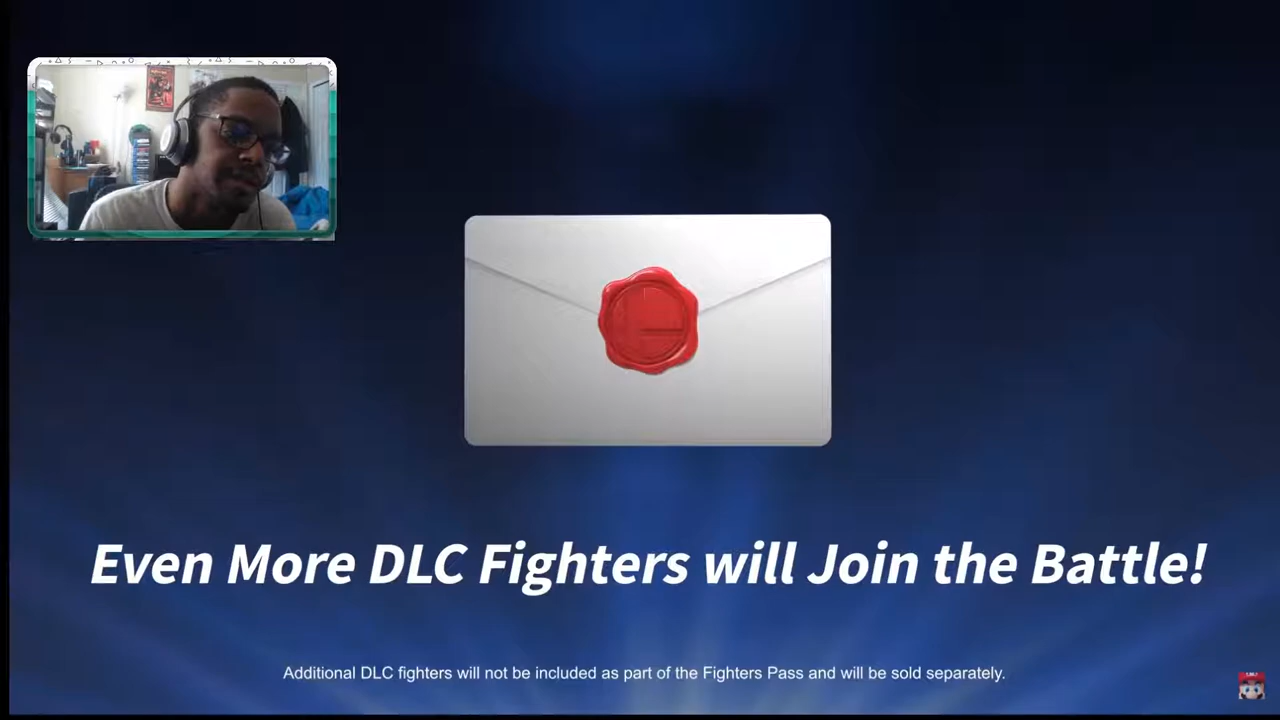 Even More DLC Fighters will Join the Battle!
Additional DLC fighters will not be included as part of the Fighters Pass and will be sold separately.